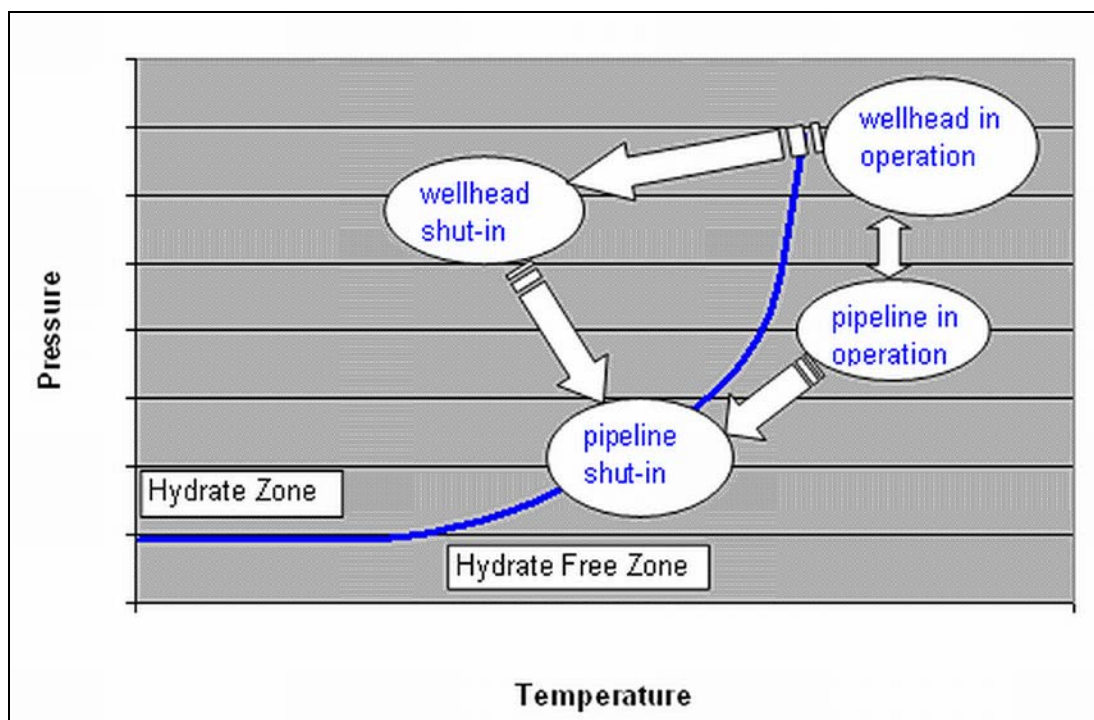 wellhead in
operation
wellhead
shut-in
pipeline in
operation
pipeline
shut-in
Hydrate Zone
Hydrate Free Zone
Pressure
Temperature